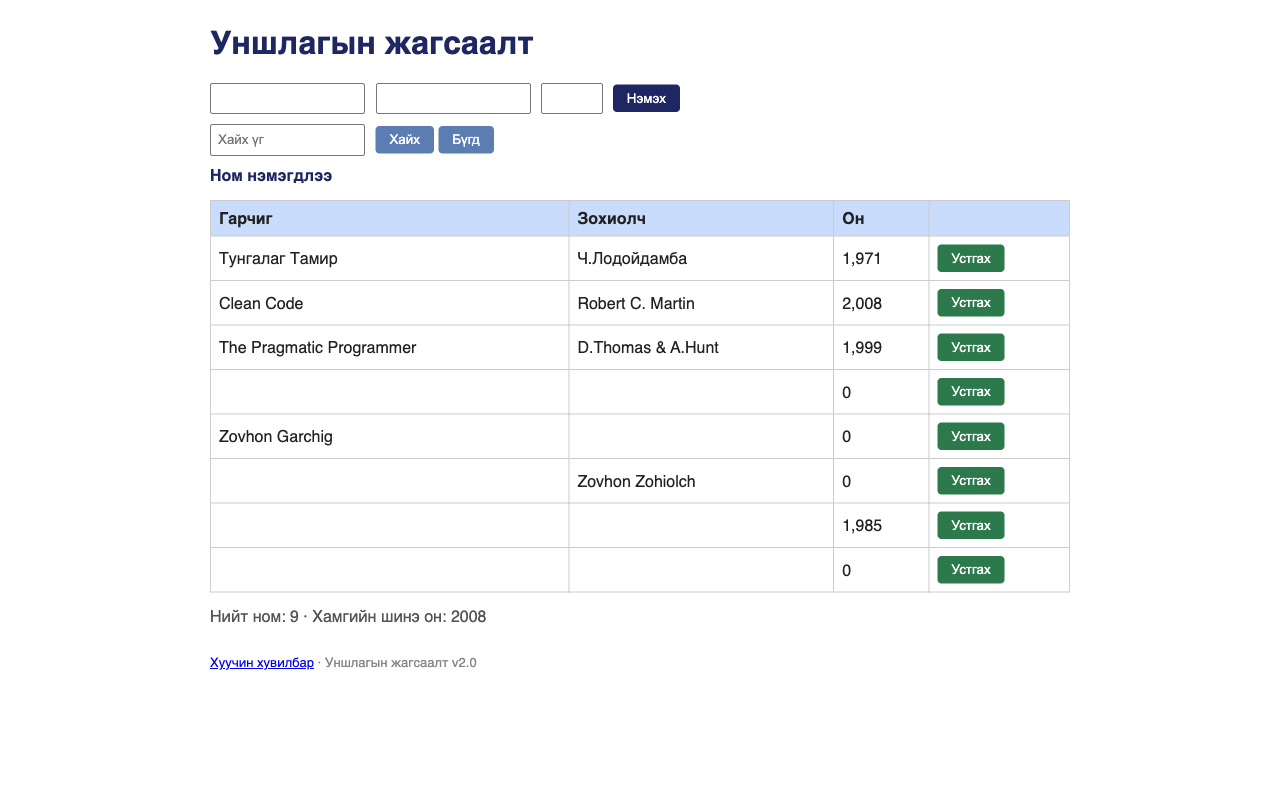 Уншлагын жагсаалт
Нэмэх
Хайх үг Хайх Бүгд
Ном нэмэгдлээ
Гарчиг Зохиолч Он
Тунгалаг Тамир Ч.Лодойдамба 1,971 Устгах
Clean Code Robert C. Martin 2,008 Устгах
The Pragmatic Programmer D.Thomas & A.Hunt 1,999 Устгах
0 Устгах
Zovhon Garchig 0 Устгах
Zovhon Zohiolch 0 Устгах
1,985 Устгах
0 Устгах
Нийт ном: 9 · Хамгийн шинэ он: 2008
Хуучин хувилбар · Уншлагын жагсаалт v2.0